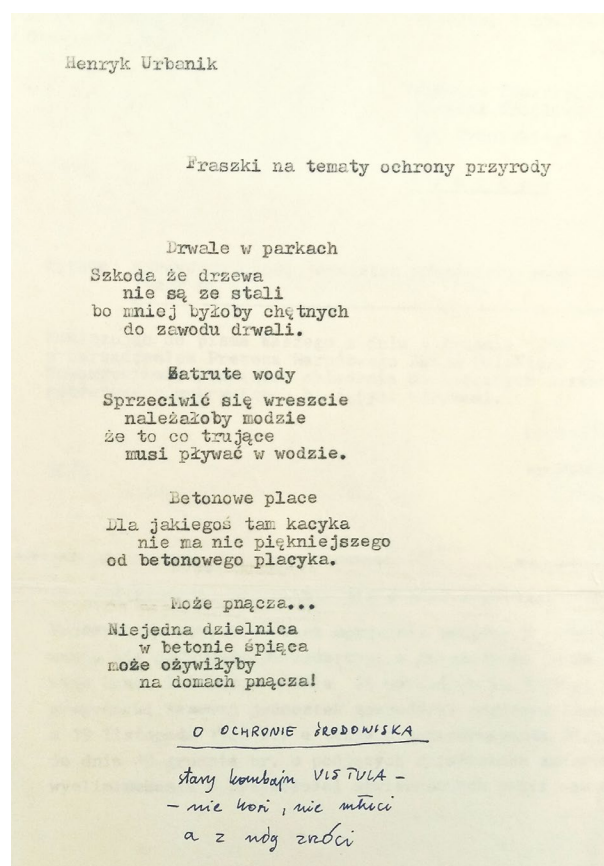 Henryk Urbanik
Fraszki na tematy ochrony przyrody
Drwale w parkach
Szkoda że drzewa
nie są ze stali
bo mniej byłoby chętnych
do zawodu drwali.
Zatrute wody
Sprzeciwić się wreszcie
należałoby modzie
że to co trujące
musi pływać w wodzie.
Betonowe place
Dla jakiegoś tam kacyka
nie ma nic piękniejszego
od betonowego placyka.
Może pnącza...
Niejedna dzielnica
w betonie śpiąca
może ożywiłyby
na domach pnącza!
O OCHRONIE ŚRODOWISKA
stary kombajn VISTULA -
- nie kosi, nie młóci
a z nóg zwróci